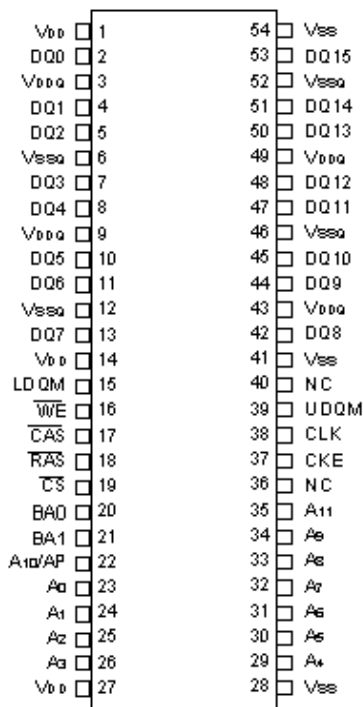 VDD 1 54 VSS
DQ0 2 53 DQ15
VDDQ 3 52 VSSQ
DQ1 4 51 DQ14
DQ2 5 50 DQ13
VSSQ 6 49 VDDQ
DQ3 7 48 DQ12
DQ4 8 47 DQ11
VDDQ 9 46 VSSQ
DQ5 10 45 DQ10
DQ6 11 44 DQ9
VSSQ 12 43 VDDQ
DQ7 13 42 DQ8
VDD 14 41 VSS
LDQM 15 40 NC
W̅E̅ 16 39 UDQM
C̅A̅S̅ 17 38 CLK
R̅A̅S̅ 18 37 CKE
C̅S̅ 19 36 NC
BA0 20 35 A11
BA1 21 34 A9
A10/AP 22 33 A8
A0 23 32 A7
A1 24 31 A6
A2 25 30 A5
A3 26 29 A4
VDD 27 28 VSS